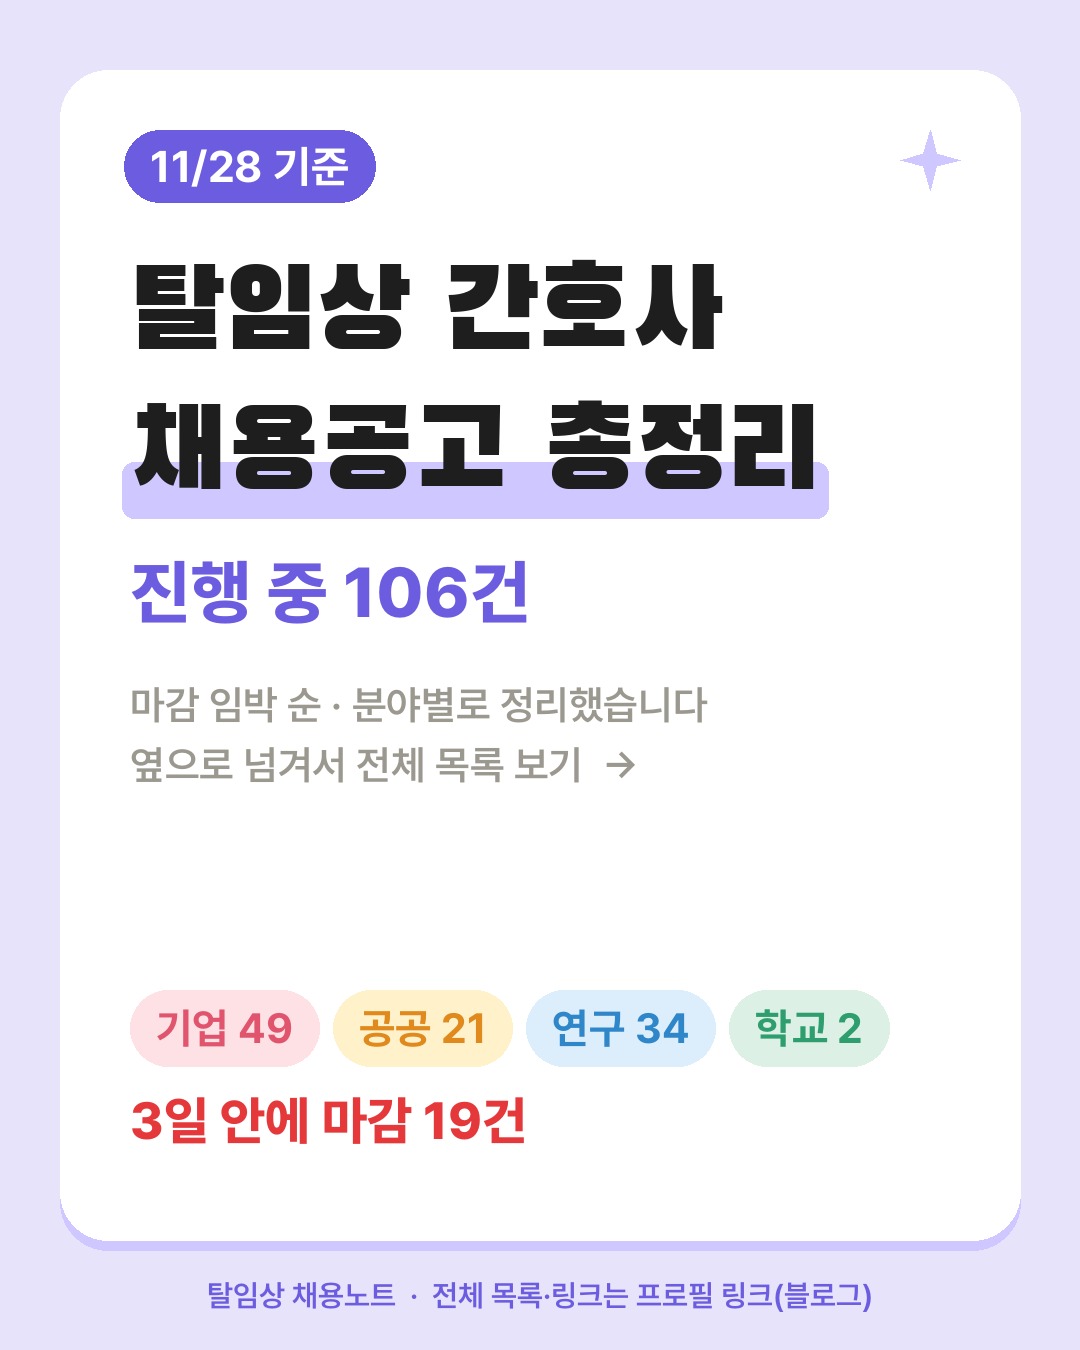 11/28 기준
탈임상 간호사
채용공고 총정리
진행 중 106건
마감 임박 순 · 분야별로 정리했습니다
옆으로 넘겨서 전체 목록 보기 →
기업 49 공공 21 연구 34 학교 2
3일 안에 마감 19건
탈임상 채용노트 · 전체 목록·링크는 프로필 링크(블로그)